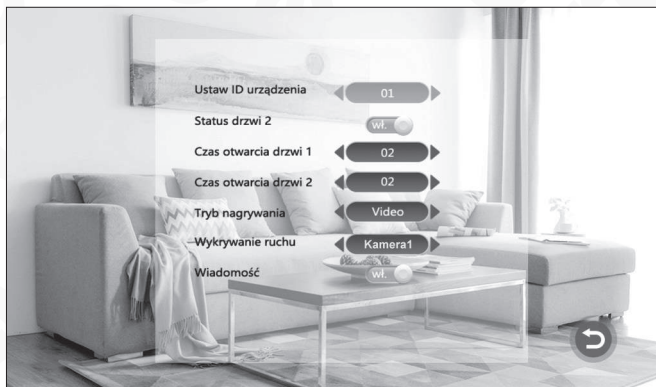 Ustaw ID urządzenia 01
Status drzwi 2 wł.
Czas otwarcia drzwi 1 02
Czas otwarcia drzwi 2 02
Tryb nagrywania Video
Wykrywanie ruchu Kamera1
Wiadomość wł.